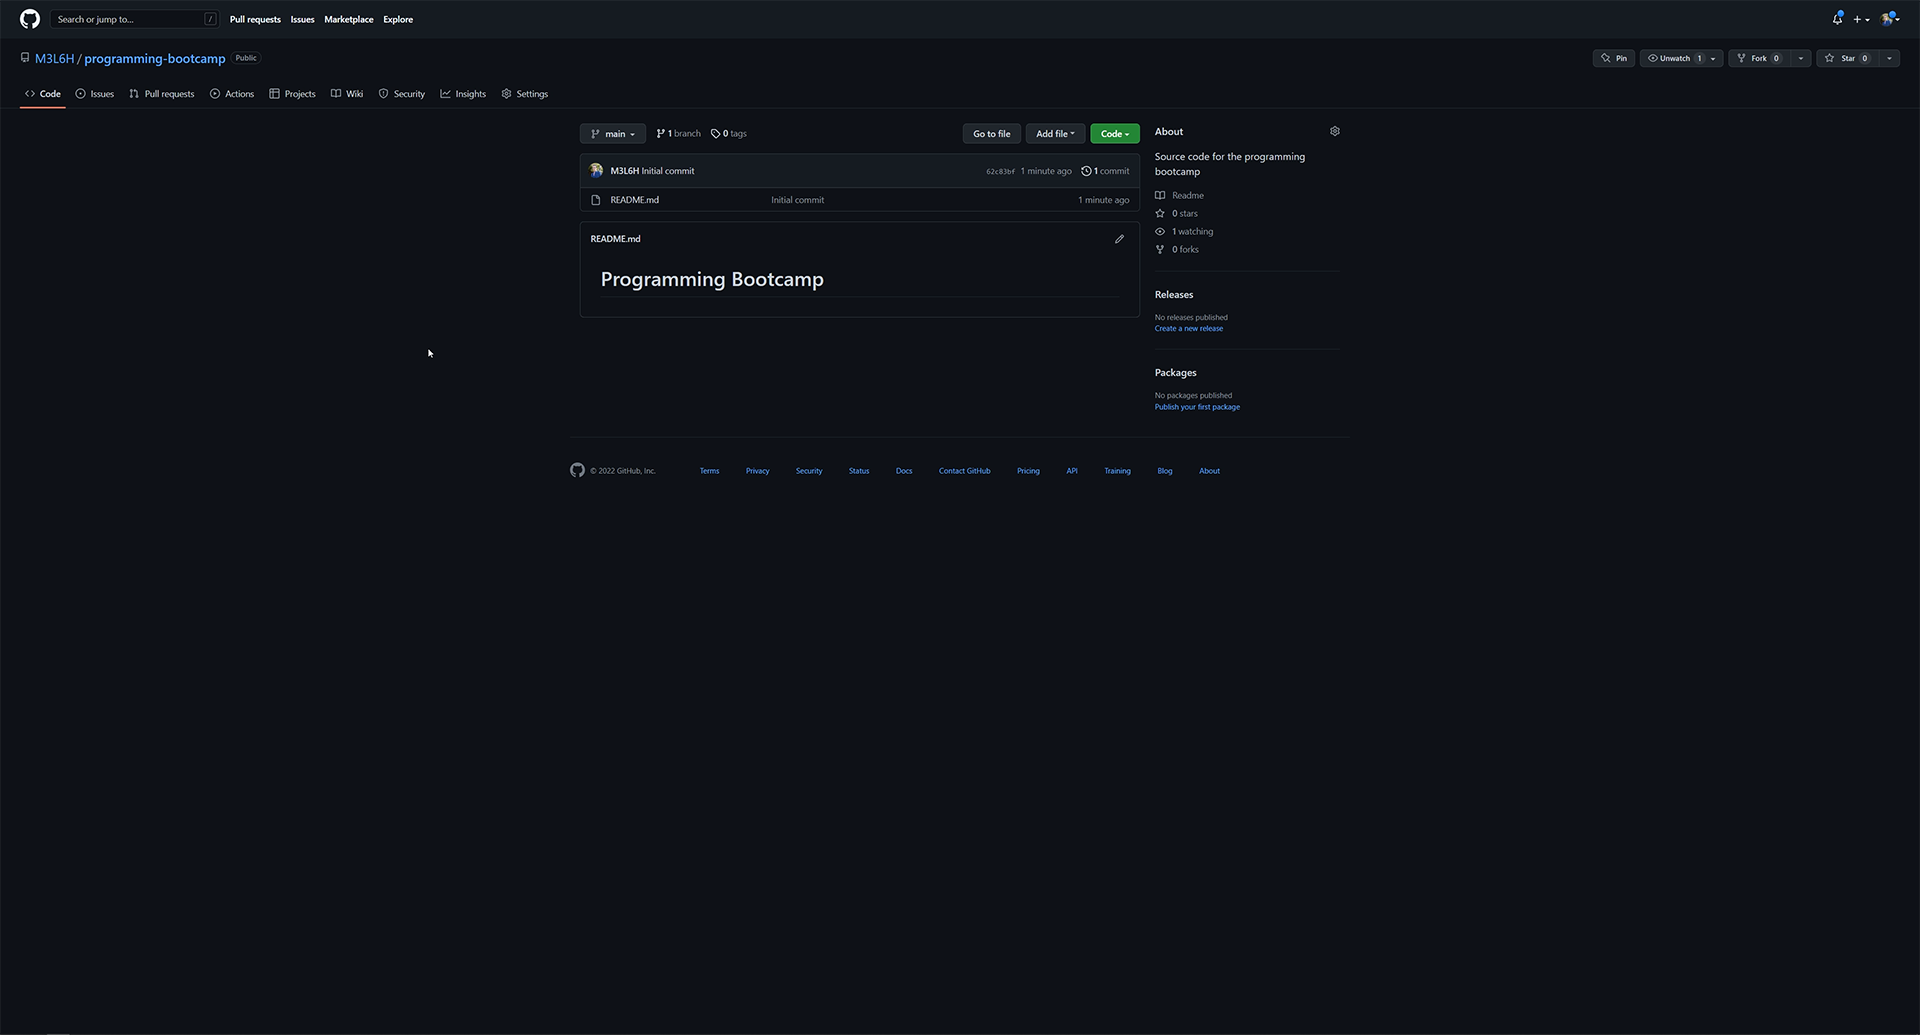 Search or jump to... / Pull requests Issues Marketplace Explore
M3L6H / programming-bootcamp Public Pin Unwatch 1 Fork 0 Star 0
Code Issues Pull requests Actions Projects Wiki Security Insights Settings
main 1 branch 0 tags Go to file Add file Code
M3L6H Initial commit 62c83bf 1 minute ago 1 commit
README.md Initial commit 1 minute ago
README.md
Programming Bootcamp
About
Source code for the programming
bootcamp
Readme
0 stars
1 watching
0 forks
Releases
No releases published
Create a new release
Packages
No packages published
Publish your first package
© 2022 GitHub, Inc. Terms Privacy Security Status Docs Contact GitHub Pricing API Training Blog About